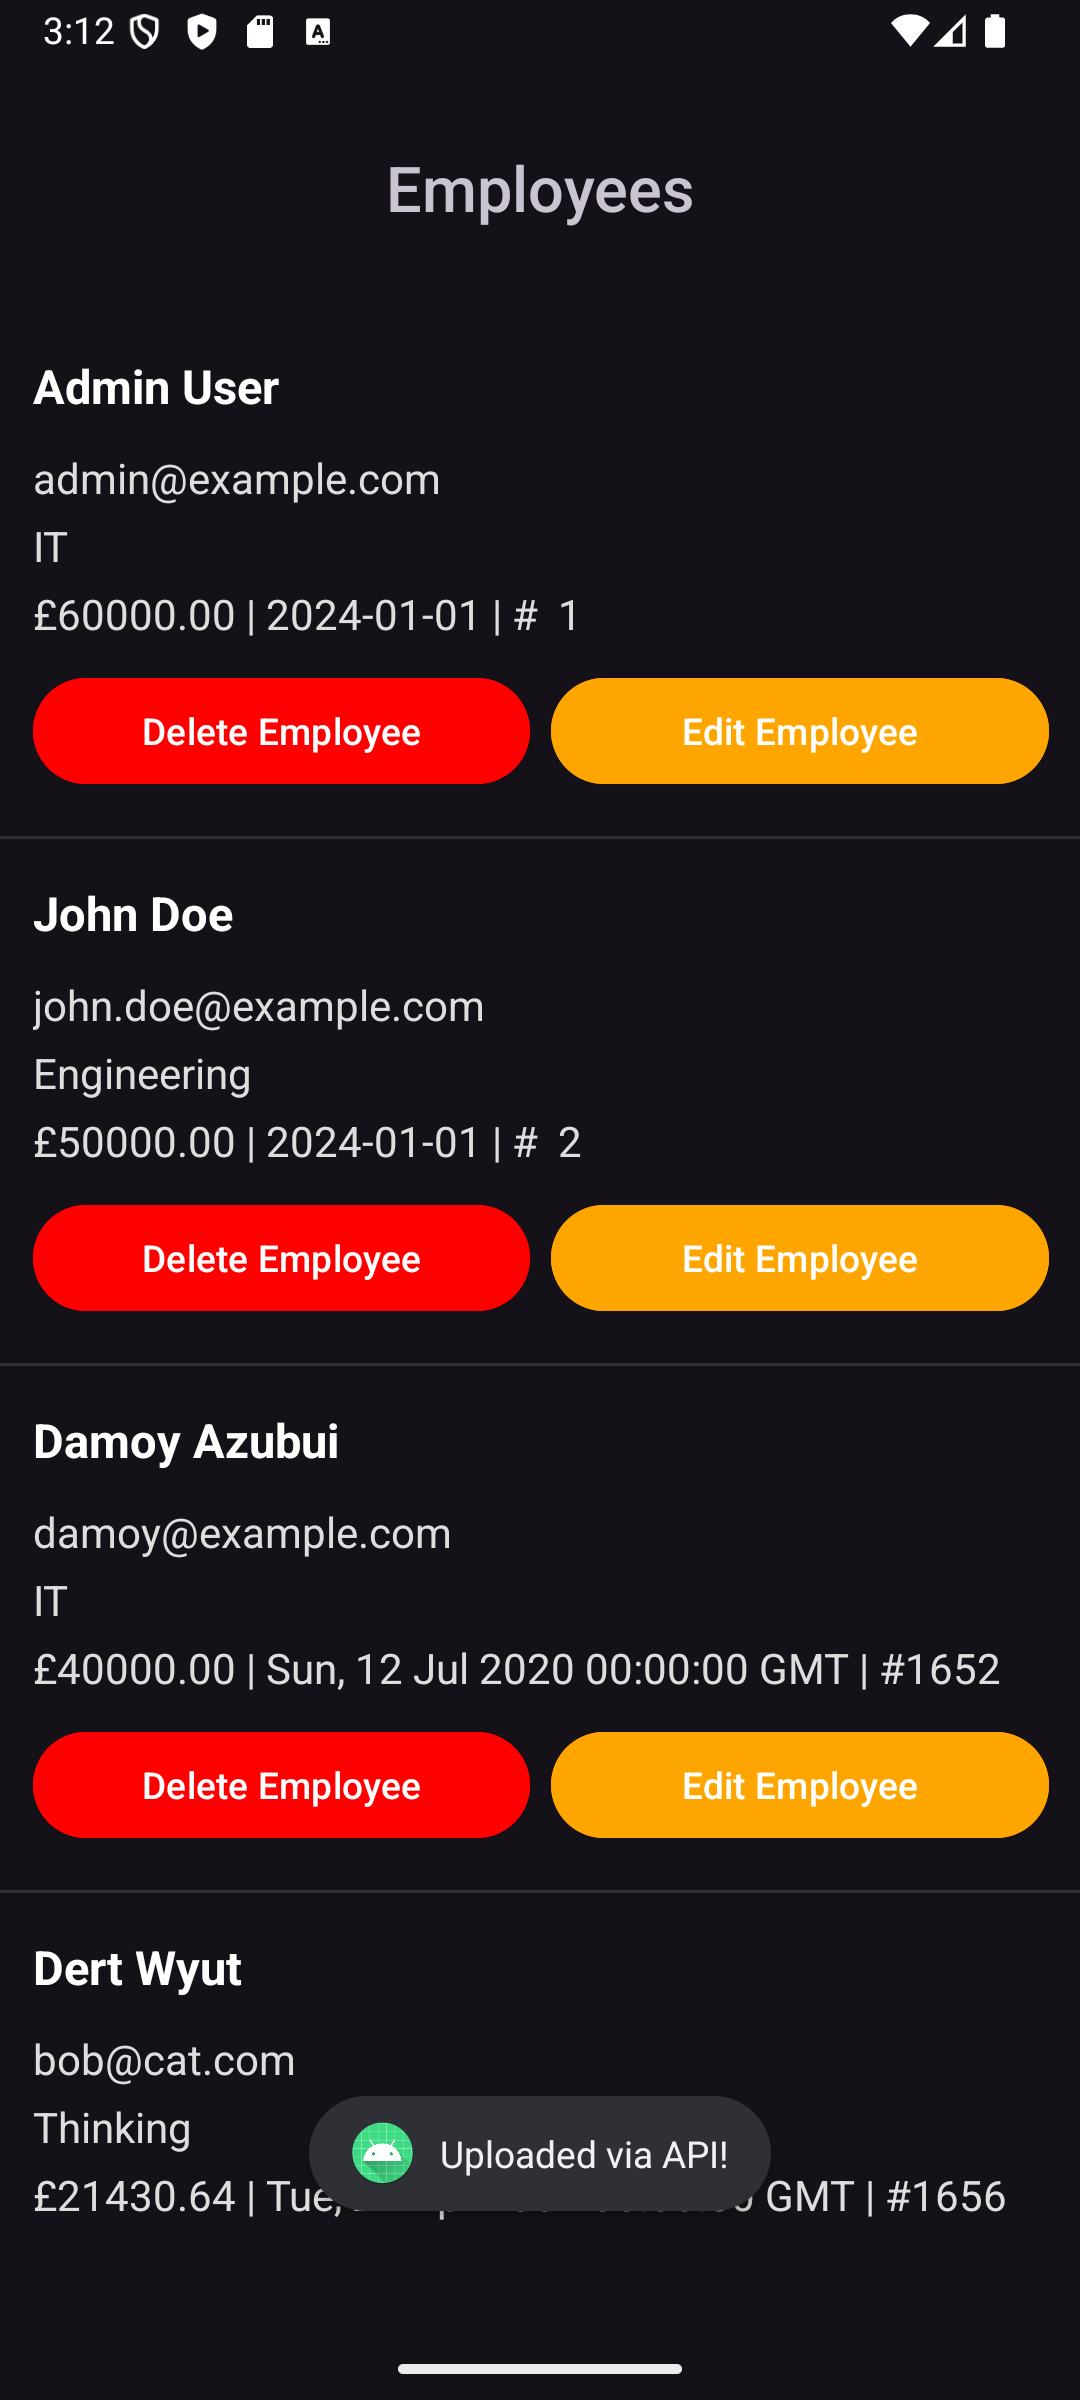 3:12
Employees
Admin User
admin@example.com
IT
£60000.00 | 2024-01-01 | #  1
Delete Employee
Edit Employee
John Doe
john.doe@example.com
Engineering
£50000.00 | 2024-01-01 | #  2
Delete Employee
Edit Employee
Damoy Azubui
damoy@example.com
IT
£40000.00 | Sun, 12 Jul 2020 00:00:00 GMT | #1652
Delete Employee
Edit Employee
Dert Wyut
bob@cat.com
Thinking
Uploaded via API!
£21430.64 | Tue, GMT | #1656